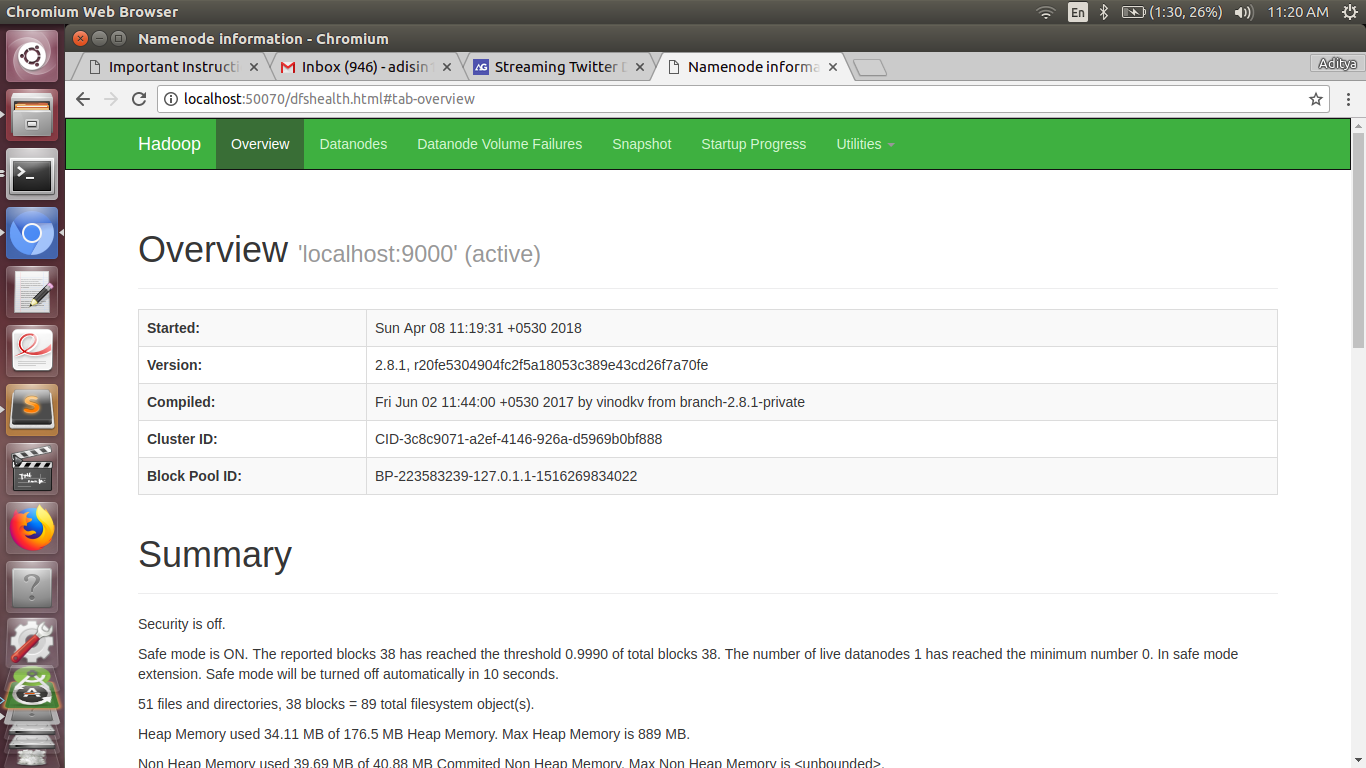 Chromium Web Browser
En
(1:30, 26%)
11:20 AM
Namenode information - Chromium
Important Instructi
Inbox (946) - adisin
AG
Streaming Twitter
Namenode informa
Aditya
localhost:50070/dfshealth.html#tab-overview
Hadoop
Overview
Datanodes
Datanode Volume Failures
Snapshot
Startup Progress
Utilities
Overview 'localhost:9000' (active)
Started: Sun Apr 08 11:19:31 +0530 2018
Version: 2.8.1, r20fe5304904fc2f5a18053c389e43cd26f7a70fe
Compiled: Fri Jun 02 11:44:00 +0530 2017 by vinodkv from branch-2.8.1-private
Cluster ID: CID-3c8c9071-a2ef-4146-926a-d5969b0bf888
Block Pool ID: BP-223583239-127.0.1.1-1516269834022
Summary
Security is off.
Safe mode is ON. The reported blocks 38 has reached the threshold 0.9990 of total blocks 38. The number of live datanodes 1 has reached the minimum number 0. In safe mode
extension. Safe mode will be turned off automatically in 10 seconds.
51 files and directories, 38 blocks = 89 total filesystem object(s).
Heap Memory used 34.11 MB of 176.5 MB Heap Memory. Max Heap Memory is 889 MB.
Non Heap Memory used 39.69 MB of 40.88 MB Commited Non Heap Memory. Max Non Heap Memory is <unbounded>.